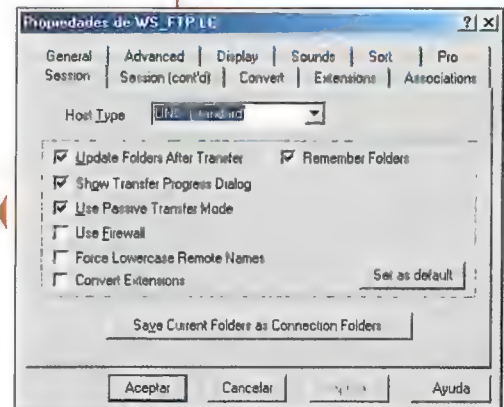 Propiedades de WS_FTP LE
General Advanced Display Sounds Sort Pro
Session Session (cont'd) Convert Extensions Associations
Host Type UNIX (standard)
Update Folders After Transfer Remember Folders
Show Transfer Progress Dialog
Use Passive Transfer Mode
Use Firewall
Force Lowercase Remote Names
Convert Extensions Set as default
Save Current Folders as Connection Folders
Aceptar Cancelar Ayuda